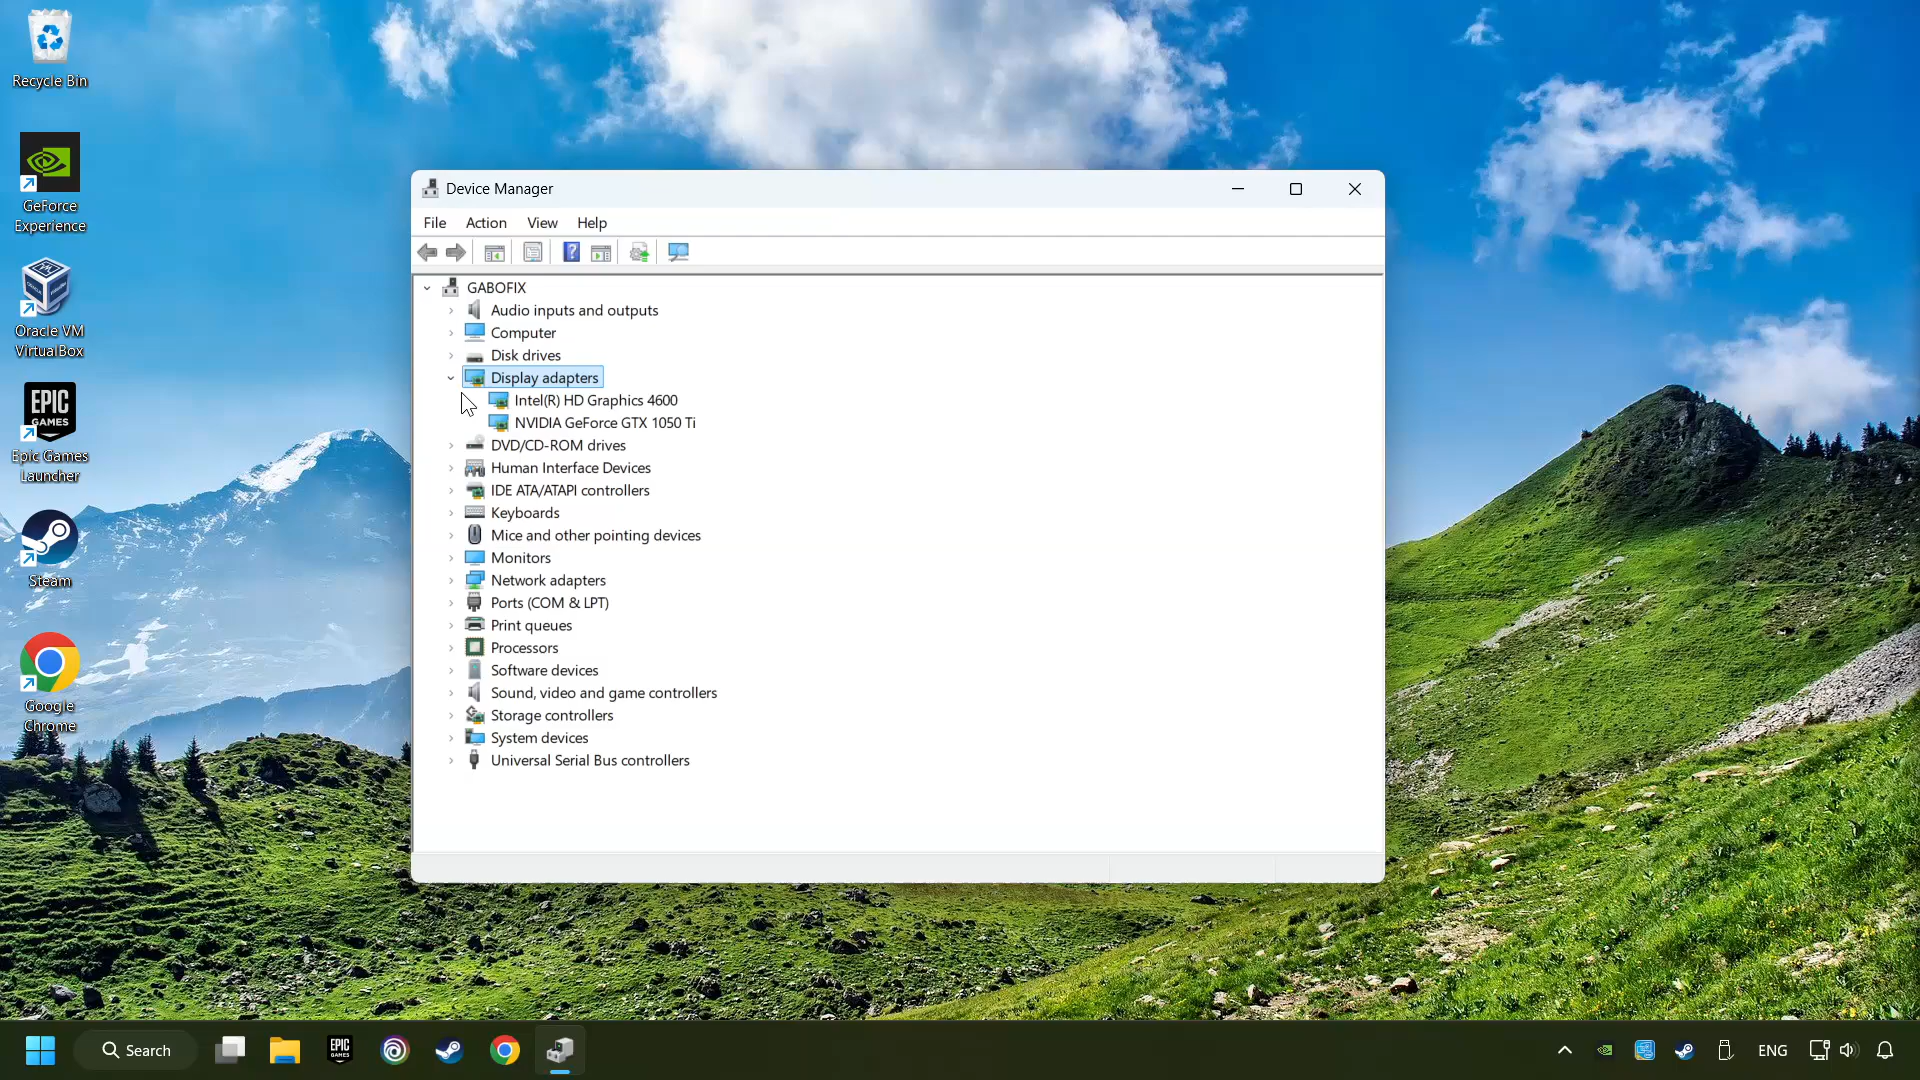 Recycle Bin
GeForce
Experience
Oracle VM
VirtualBox
EPIC
GAMES
Epic Games
Launcher
Steam
Google
Chrome
Device Manager
File Action View Help
GABOFIX
Audio inputs and outputs
Computer
Disk drives
Display adapters
Intel(R) HD Graphics 4600
NVIDIA GeForce GTX 1050 Ti
DVD/CD-ROM drives
Human Interface Devices
IDE ATA/ATAPI controllers
Keyboards
Mice and other pointing devices
Monitors
Network adapters
Ports (COM & LPT)
Print queues
Processors
Software devices
Sound, video and game controllers
Storage controllers
System devices
Universal Serial Bus controllers
Search
EPIC
GAMES
ENG